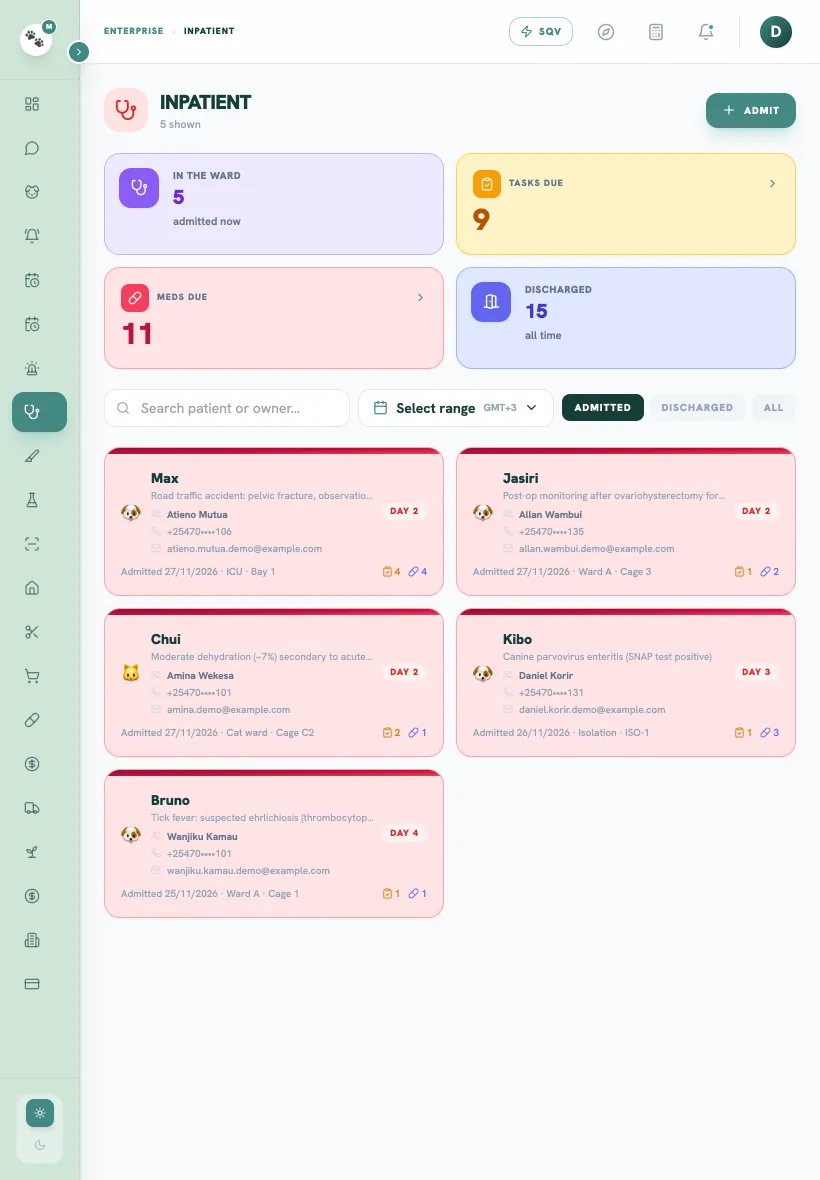 M
ENTERPRISE INPATIENT
SQV
D
INPATIENT
5 shown
ADMIT
IN THE WARD
5
admitted now
TASKS DUE
9
MEDS DUE
11
DISCHARGED
15
all time
Search patient or owner...
Select range GMT+3
ADMITTED
DISCHARGED
ALL
Max
Road traffic accident: pelvic fracture, observatio...
Atieno Mutua
+25470••••106
atieno.mutua.demo@example.com
DAY 2
Admitted 27/11/2026 · ICU · Bay 1
4 4
Jasiri
Post-op monitoring after ovariohysterectomy for...
Allan Wambui
+25470••••135
allan.wambui.demo@example.com
DAY 2
Admitted 27/11/2026 · Ward A · Cage 3
1 2
Chui
Moderate dehydration (~7%) secondary to acute...
Amina Wekesa
+25470••••101
amina.demo@example.com
DAY 2
Admitted 27/11/2026 · Cat ward · Cage C2
2 1
Kibo
Canine parvovirus enteritis (SNAP test positive)
Daniel Korir
+25470••••131
daniel.korir.demo@example.com
DAY 3
Admitted 26/11/2026 · Isolation · ISO-1
1 3
Bruno
Tick fever: suspected ehrlichiosis (thrombocytop...
Wanjiku Kamau
+25470••••101
wanjiku.kamau.demo@example.com
DAY 4
Admitted 25/11/2026 · Ward A · Cage 1
1 1